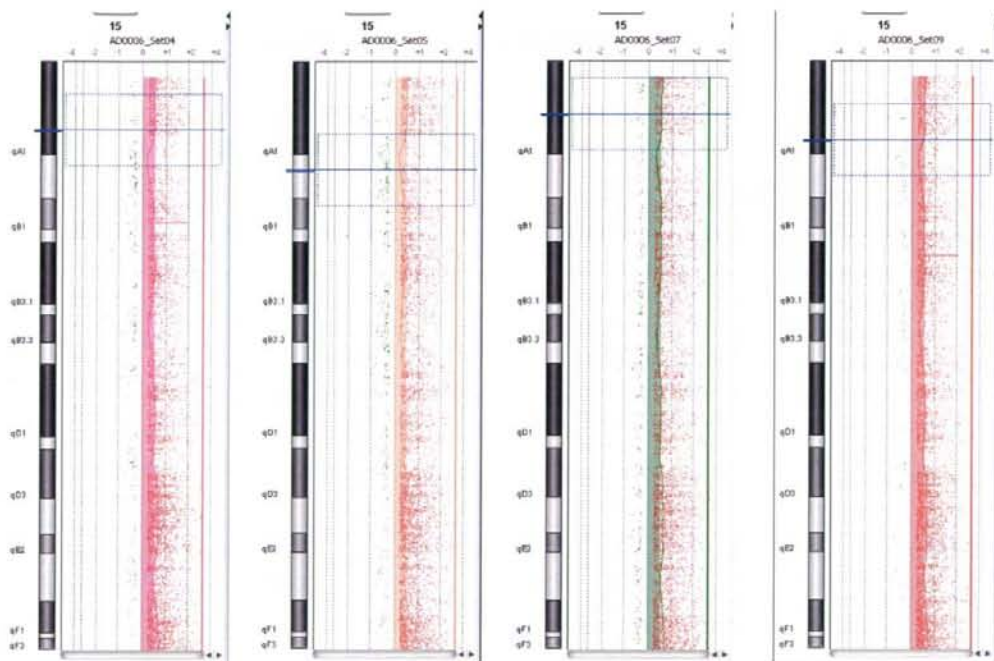 15
AD0006_Set04
-4 -2 -1 0 +1 +2 +4
qA1
qB1
qB3.1
qB3.3
qD1
qD3
qE2
qF1
qF3
15
AD0006_Set05
-4 -2 -1 0 +1 +2 +4
qA1
qB1
qB3.1
qB3.3
qD1
qD3
qE2
qF1
qF3
15
AD0006_Set07
-4 -2 -1 0 +1 +2 +4
qA1
qB1
qB3.1
qB3.3
qD1
qD3
qE2
qF1
qF3
15
AD0006_Set09
-4 -2 -1 0 +1 +2 +4
qA1
qB1
qB3.1
qB3.3
qD1
qD3
qE2
qF1
qF3